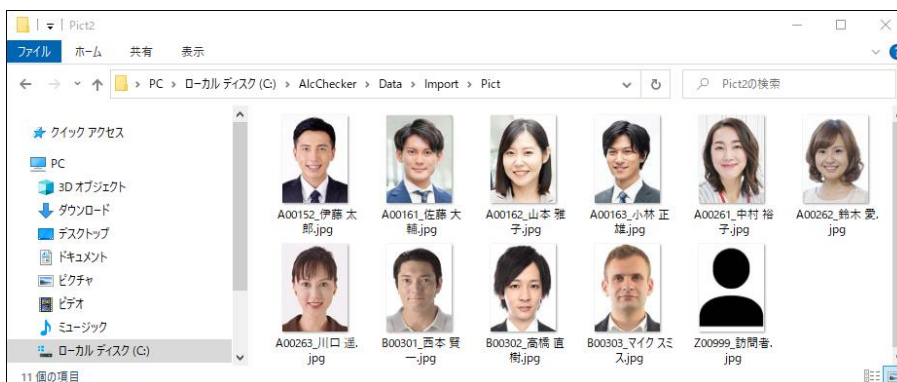 Pict2
ファイル ホーム 共有 表示
PC › ローカル ディスク (C:) › AlcChecker › Data › Import › Pict
Pict2の検索
クイック アクセス
PC
3D オブジェクト
ダウンロード
デスクトップ
ドキュメント
ピクチャ
ビデオ
ミュージック
ローカル ディスク (C:)
A00152_伊藤 太
郎.jpg
A00161_佐藤 大
輔.jpg
A00162_山本 雅
子.jpg
A00163_小林 正
雄.jpg
A00261_中村 裕
子.jpg
A00262_鈴木 愛.
jpg
A00263_川口 遥.
jpg
B00301_西本 賢
一.jpg
B00302_高橋 直
樹.jpg
B00303_マイク スミ
ス.jpg
Z00999_訪問者.
jpg
11 個の項目